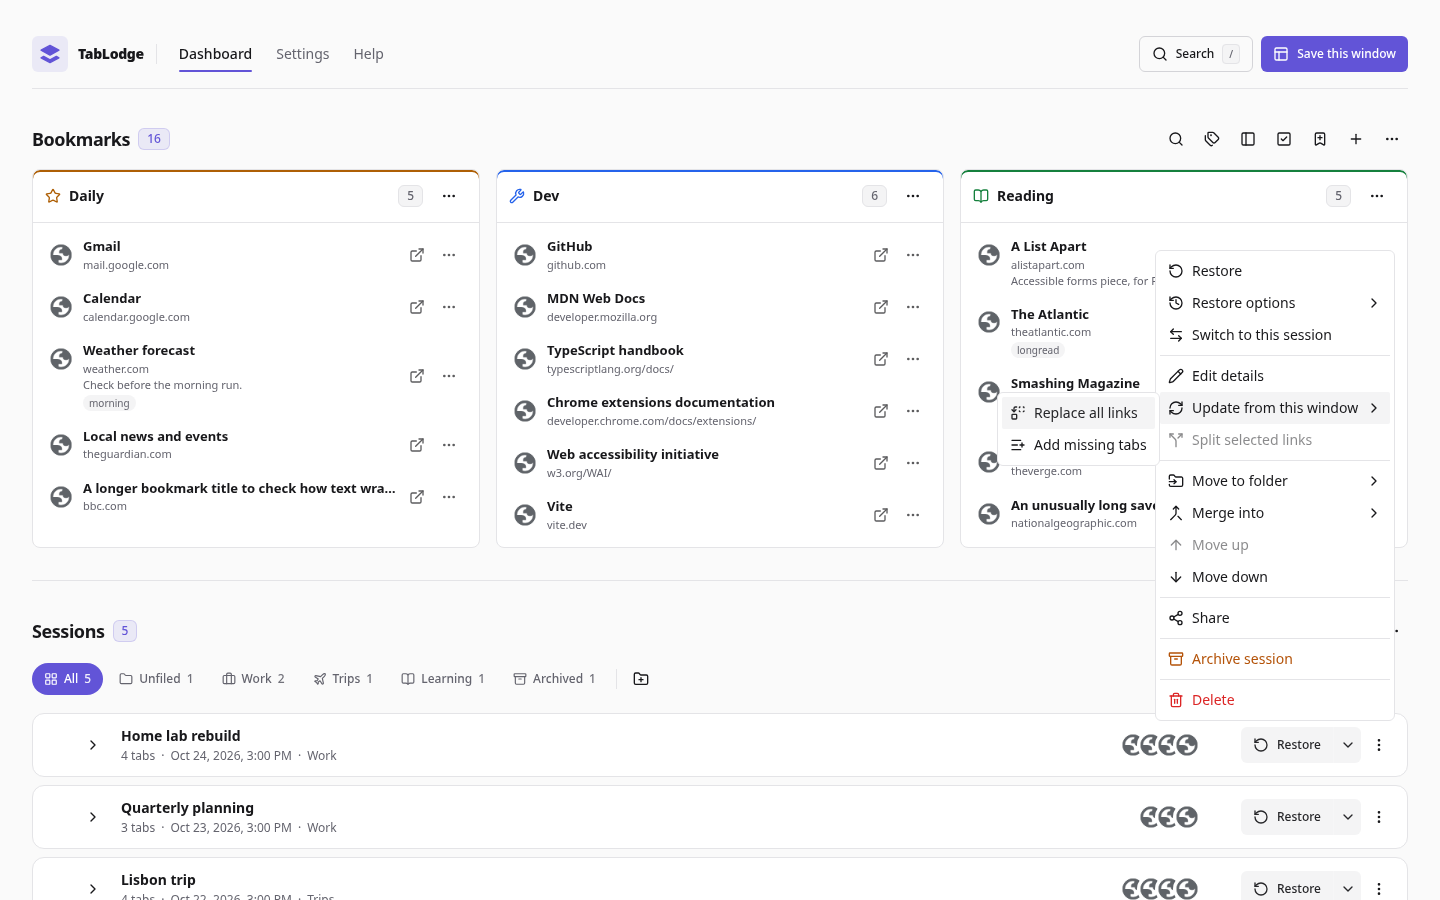 TabLodge
Dashboard
Settings
Help
Search /
Save this window
Bookmarks 16
Daily 5
Gmail
mail.google.com
Calendar
calendar.google.com
Weather forecast
weather.com
Check before the morning run.
morning
Local news and events
theguardian.com
A longer bookmark title to check how text wra...
bbc.com
Dev 6
GitHub
github.com
MDN Web Docs
developer.mozilla.org
TypeScript handbook
typescriptlang.org/docs/
Chrome extensions documentation
developer.chrome.com/docs/extensions/
Web accessibility initiative
w3.org/WAI/
Vite
vite.dev
Reading 5
A List Apart
alistapart.com
Accessible forms piece, for
The Atlantic
theatlantic.com
longread
Smashing Magazine
theverge.com
An unusually long save
nationalgeographic.com
Restore
Restore options
Switch to this session
Edit details
Update from this window
Replace all links
Add missing tabs
Split selected links
Move to folder
Merge into
Move up
Move down
Share
Archive session
Delete
Sessions 5
All 5
Unfiled 1
Work 2
Trips 1
Learning 1
Archived 1
Home lab rebuild
4 tabs · Oct 24, 2026, 3:00 PM · Work
Restore
Quarterly planning
3 tabs · Oct 23, 2026, 3:00 PM · Work
Restore
Lisbon trip
4 tabs · Oct 22, 2026, 3:00 PM · Trips
Restore